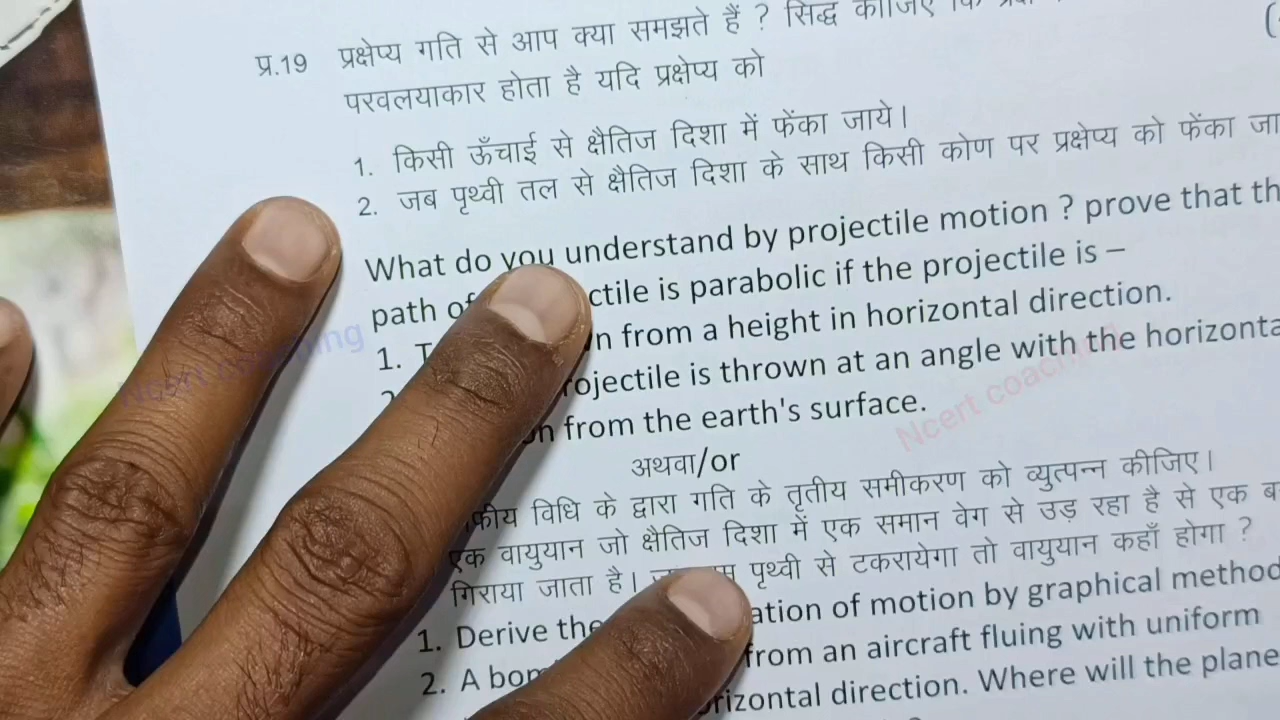 प्र.19 प्रक्षेप्य गति से आप क्या समझते हैं ? सिद्ध कीजिए कि
परवलयाकार होता है यदि प्रक्षेप्य को
1. किसी ऊँचाई से क्षैतिज दिशा में फेंका जाये।
2. जब पृथ्वी तल से क्षैतिज दिशा के साथ किसी कोण पर प्रक्षेप्य को फेंका जा
What do you understand by projectile motion ? prove that th
path of ctile is parabolic if the projectile is –
1. T n from a height in horizontal direction.
rojectile is thrown at an angle with the horizonta
on from the earth's surface.
अथवा/or
कीय विधि के द्वारा गति के तृतीय समीकरण को व्युत्पन्न कीजिए।
एक वायुयान जो क्षैतिज दिशा में एक समान वेग से उड़ रहा है से एक ब
गिराया जाता है। पृथ्वी से टकरायेगा तो वायुयान कहाँ होगा ?
1. Derive the ation of motion by graphical method
2. A bom from an aircraft fluing with uniform
rizontal direction. Where will the plane
Ncert coaching
Ncert coaching